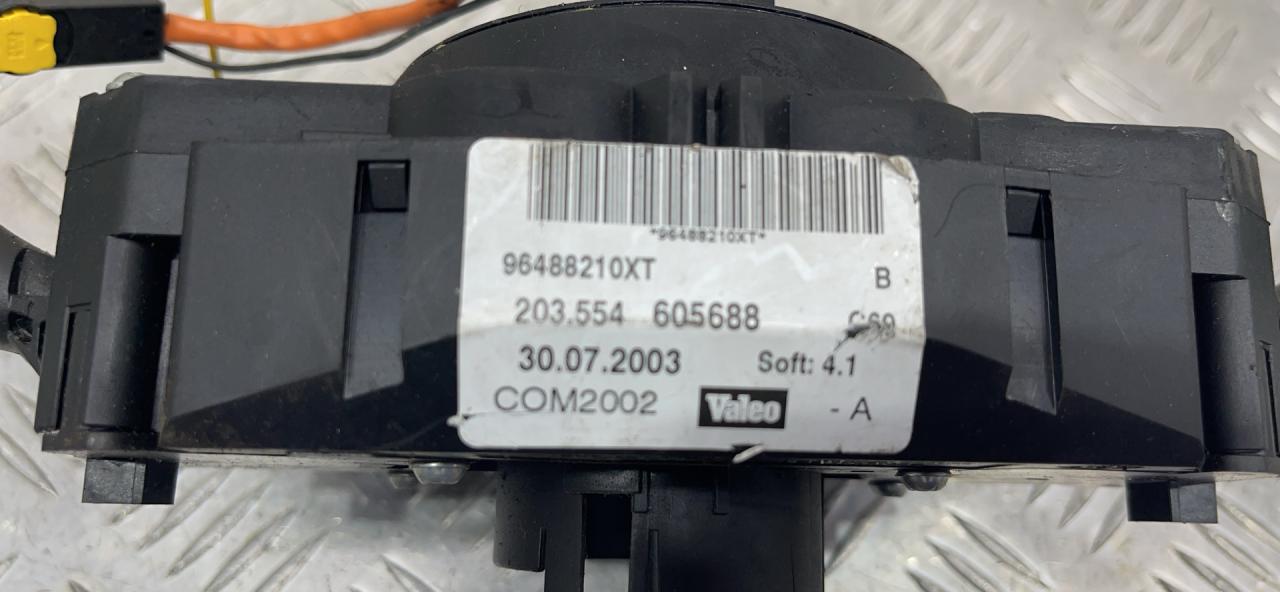 *96488210XT*
96488210XT B
203.554 605688
30.07.2003 Soft: 4.1
COM2002 Valeo - A